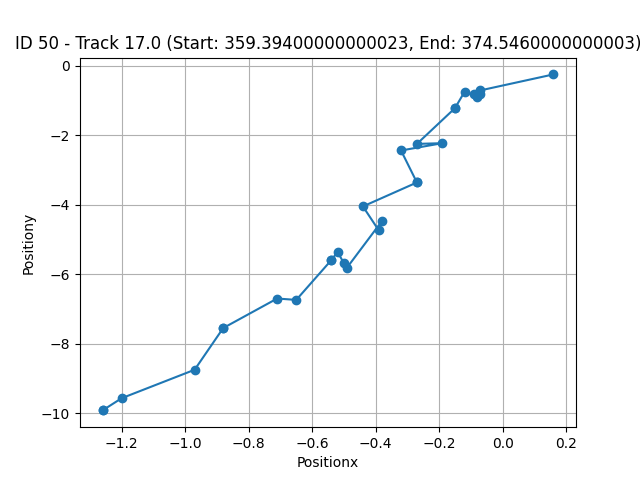 ID 50 - Track 17.0 (Start: 359.39400000000023, End: 374.5460000000003)
0
−2
−4
−6
−8
−10
Positiony
−1.2 −1.0 −0.8 −0.6 −0.4 −0.2 0.0 0.2
Positionx